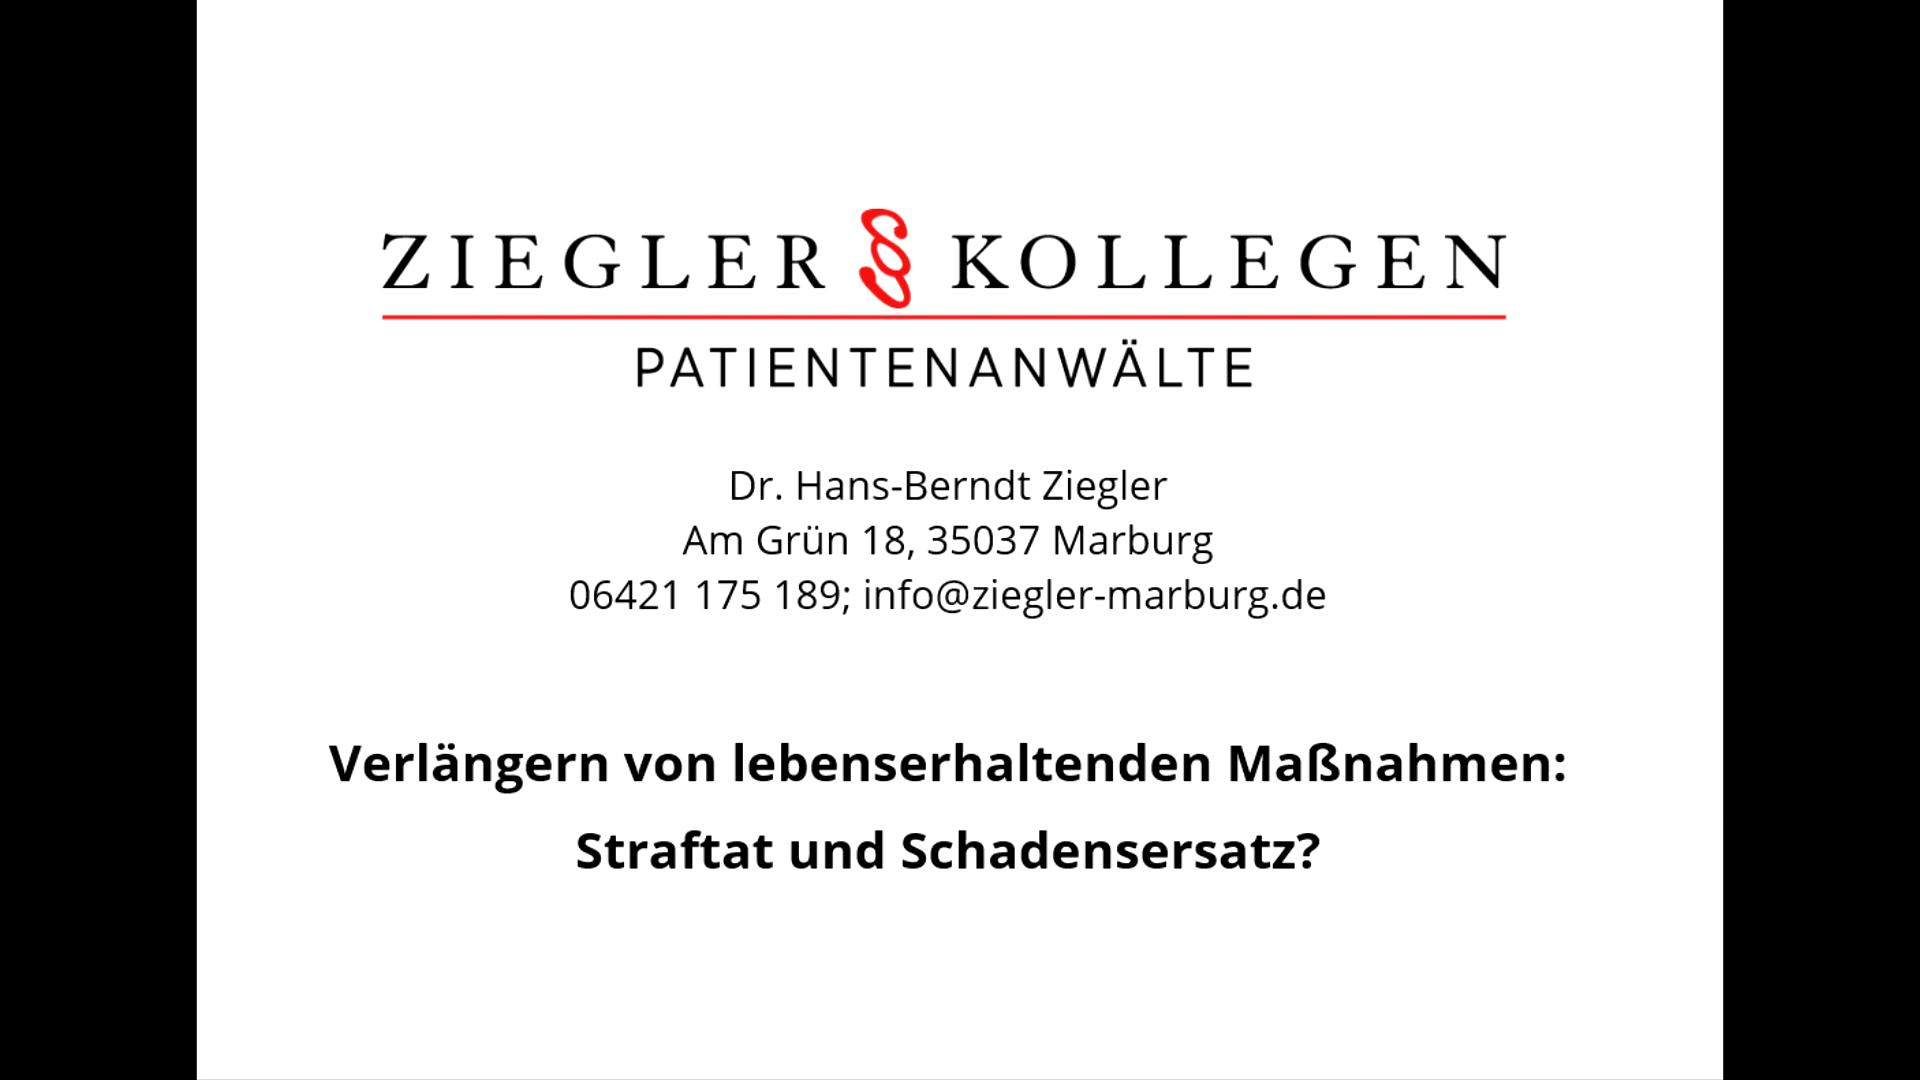 ZIEGLER § KOLLEGEN
PATIENTENANWÄLTE
Dr. Hans-Berndt Ziegler
Am Grün 18, 35037 Marburg
06421 175 189; info@ziegler-marburg.de
Verlängern von lebenserhaltenden Maßnahmen:
Straftat und Schadensersatz?